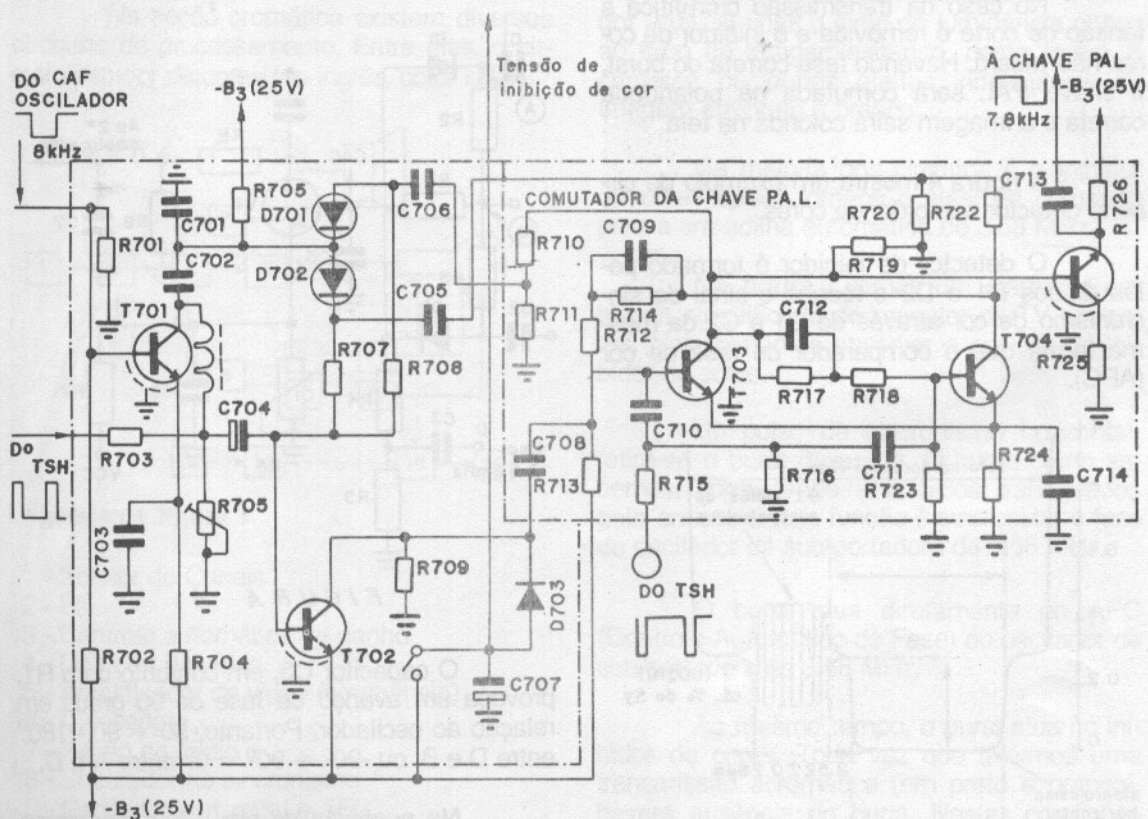 Tensão de
inibição de cor
À CHAVE PAL
-B3(25V)
7.8kHz
DO CAF
OSCILADOR
8kHz
-B3(25V)
R705
C701
D701
C706
COMUTADOR DA CHAVE P.A.L.
C713
R726
R701
C702
D702
C705
R710
C709
R720
R722
R719
T701
R711
R714
C712
R712
T704
R725
R707
R708
T703
R717
R718
DO
TSH
R703
C704
C708
C710
C711
R724
R713
R715
R716
R723
C714
C703
R705
R709
DO TSH
D703
T702
R702
R704
C707
-B3(25V)